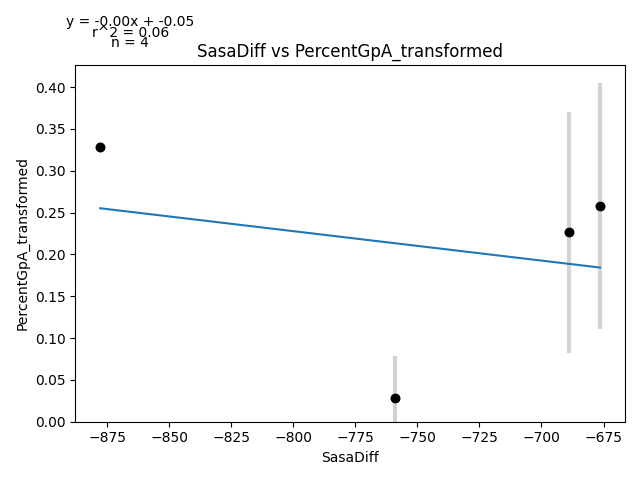 y = -0.00x + -0.05
r^2 = 0.06
n = 4
SasaDiff vs PercentGpA_transformed
0.40
0.35
0.30
0.25
0.20
0.15
0.10
0.05
0.00
PercentGpA_transformed
−875 −850 −825 −800 −775 −750 −725 −700 −675
SasaDiff